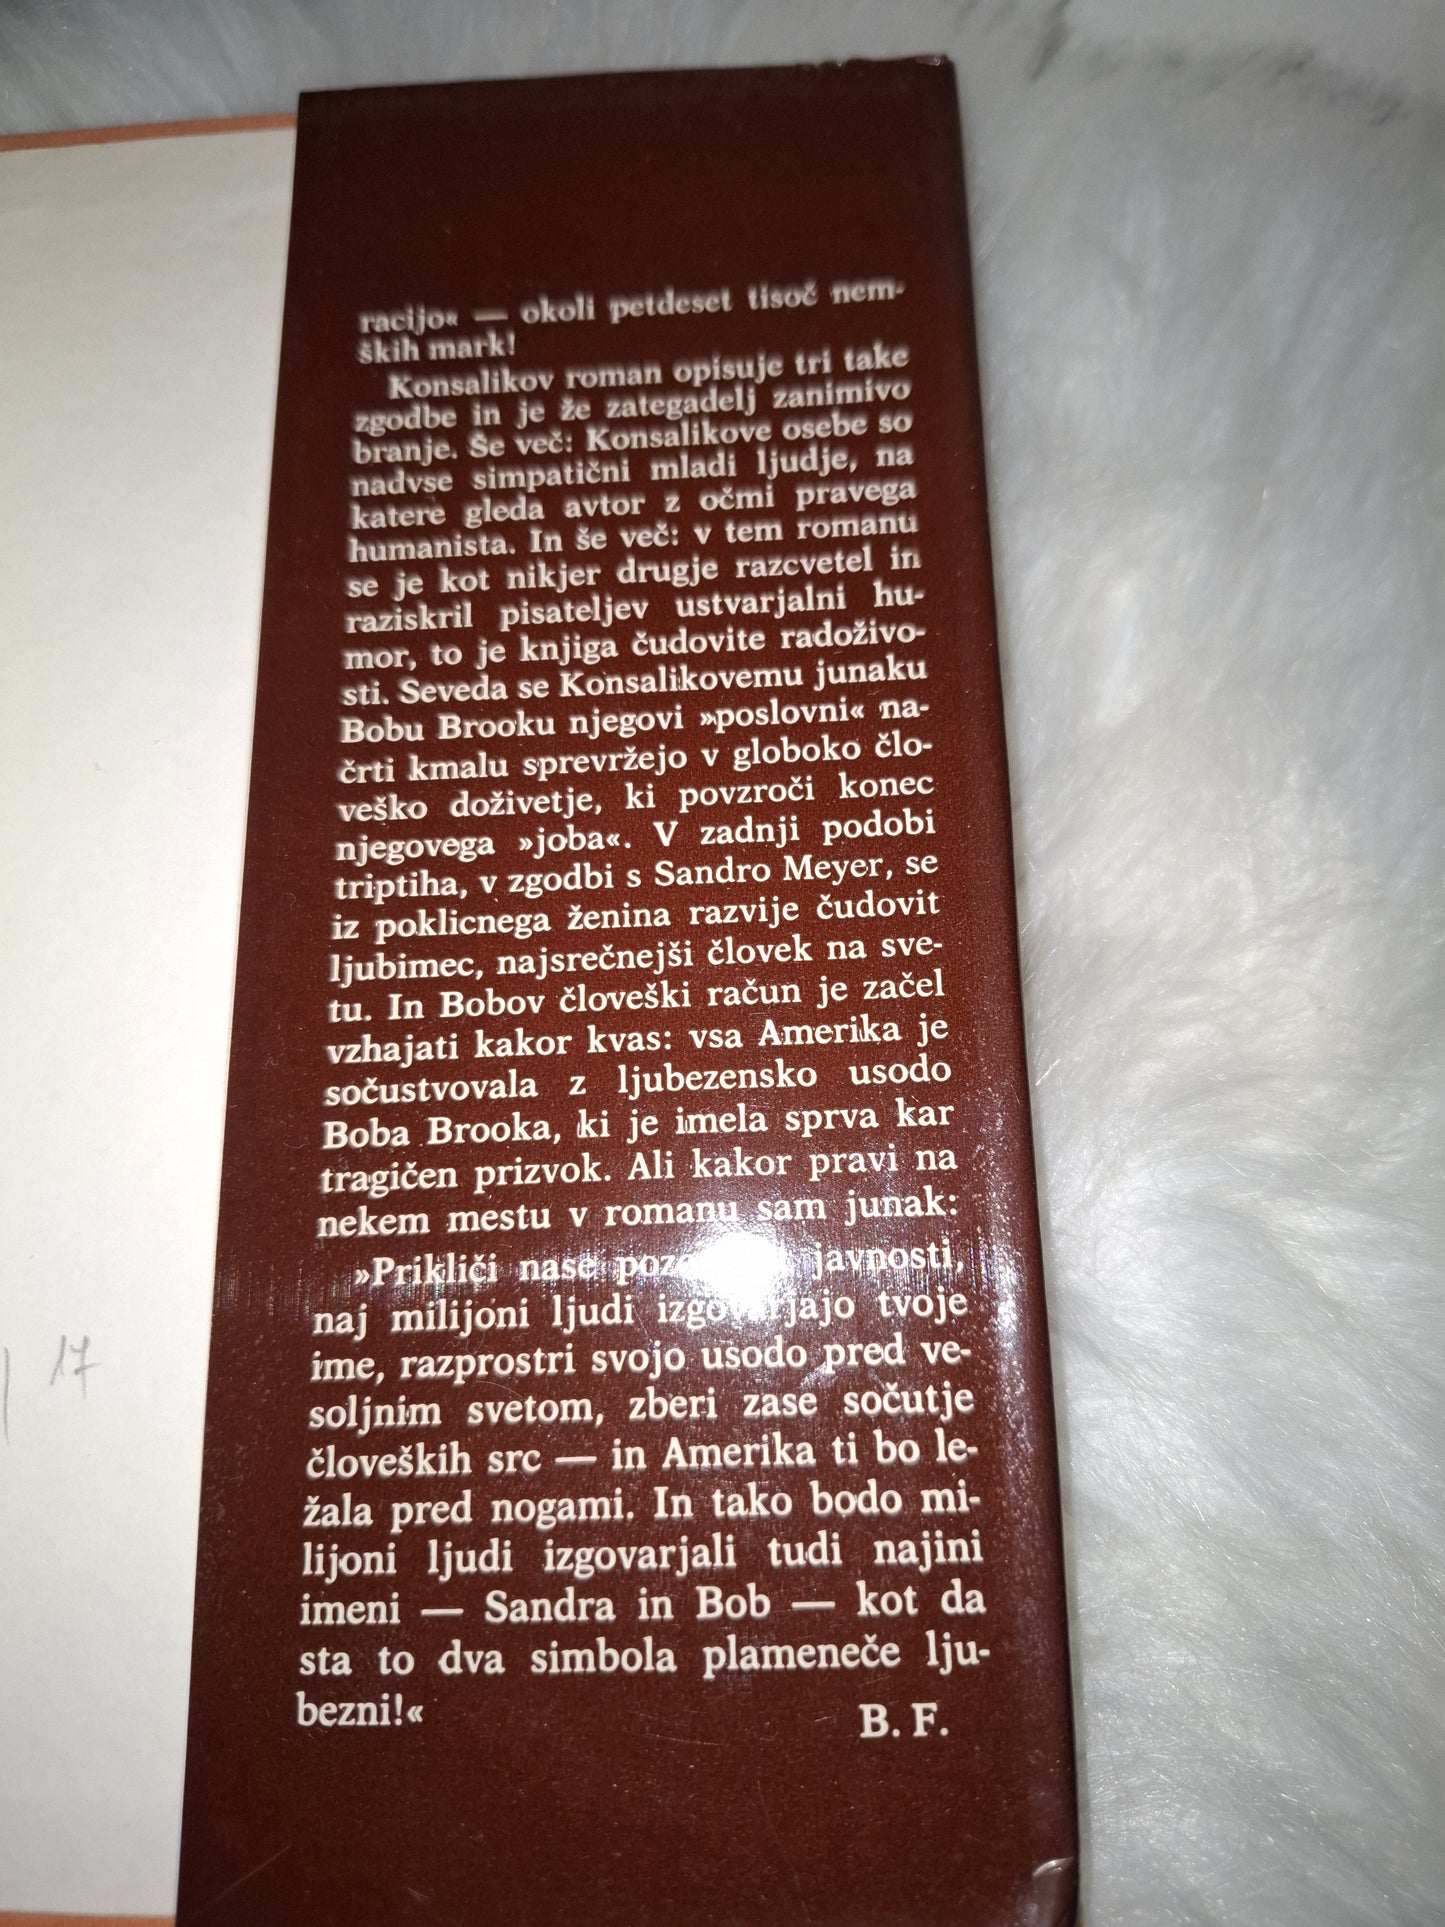 racijo« — okoli petdeset tisoč nem-
ških mark!
Konsalikov roman opisuje tri take
zgodbe in je že zategadelj zanimivo
branje. Še več: Konsalikove osebe so
nadvse simpatični mladi ljudje, na
katere gleda avtor z očmi pravega
humanista. In še več: v tem romanu
se je kot nikjer drugje razcvetel in
raziskril pisateljev ustvarjalni hu-
mor, to je knjiga čudovite radoživo-
sti. Seveda se Konsalikovemu junaku
Bobu Brooku njegovi »poslovni« na-
črti kmalu sprevržejo v globoko člo-
veško doživetje, ki povzroči konec
njegovega »joba«. V zadnji podobi
triptiha, v zgodbi s Sandro Meyer, se
iz poklicnega ženina razvije čudovit
ljubimec, najsrečnejši človek na sve-
tu. In Bobov človeški račun je začel
vzhajati kakor kvas: vsa Amerika je
sočustvovala z ljubezensko usodo
Boba Brooka, ki je imela sprva kar
tragičen prizvok. Ali kakor pravi na
nekem mestu v romanu sam junak:
»Prikliči nase javnosti,
naj milijoni ljudi izgovarjajo tvoje
ime, razprostri svojo usodo pred ve-
soljnim svetom, zberi zase sočutje
človeških src — in Amerika ti bo le-
žala pred nogami. In tako bodo mi-
lijoni ljudi izgovarjali tudi najini
imeni — Sandra in Bob — kot da
sta to dva simbola plameneče lju-
bezni!«
B. F.
17